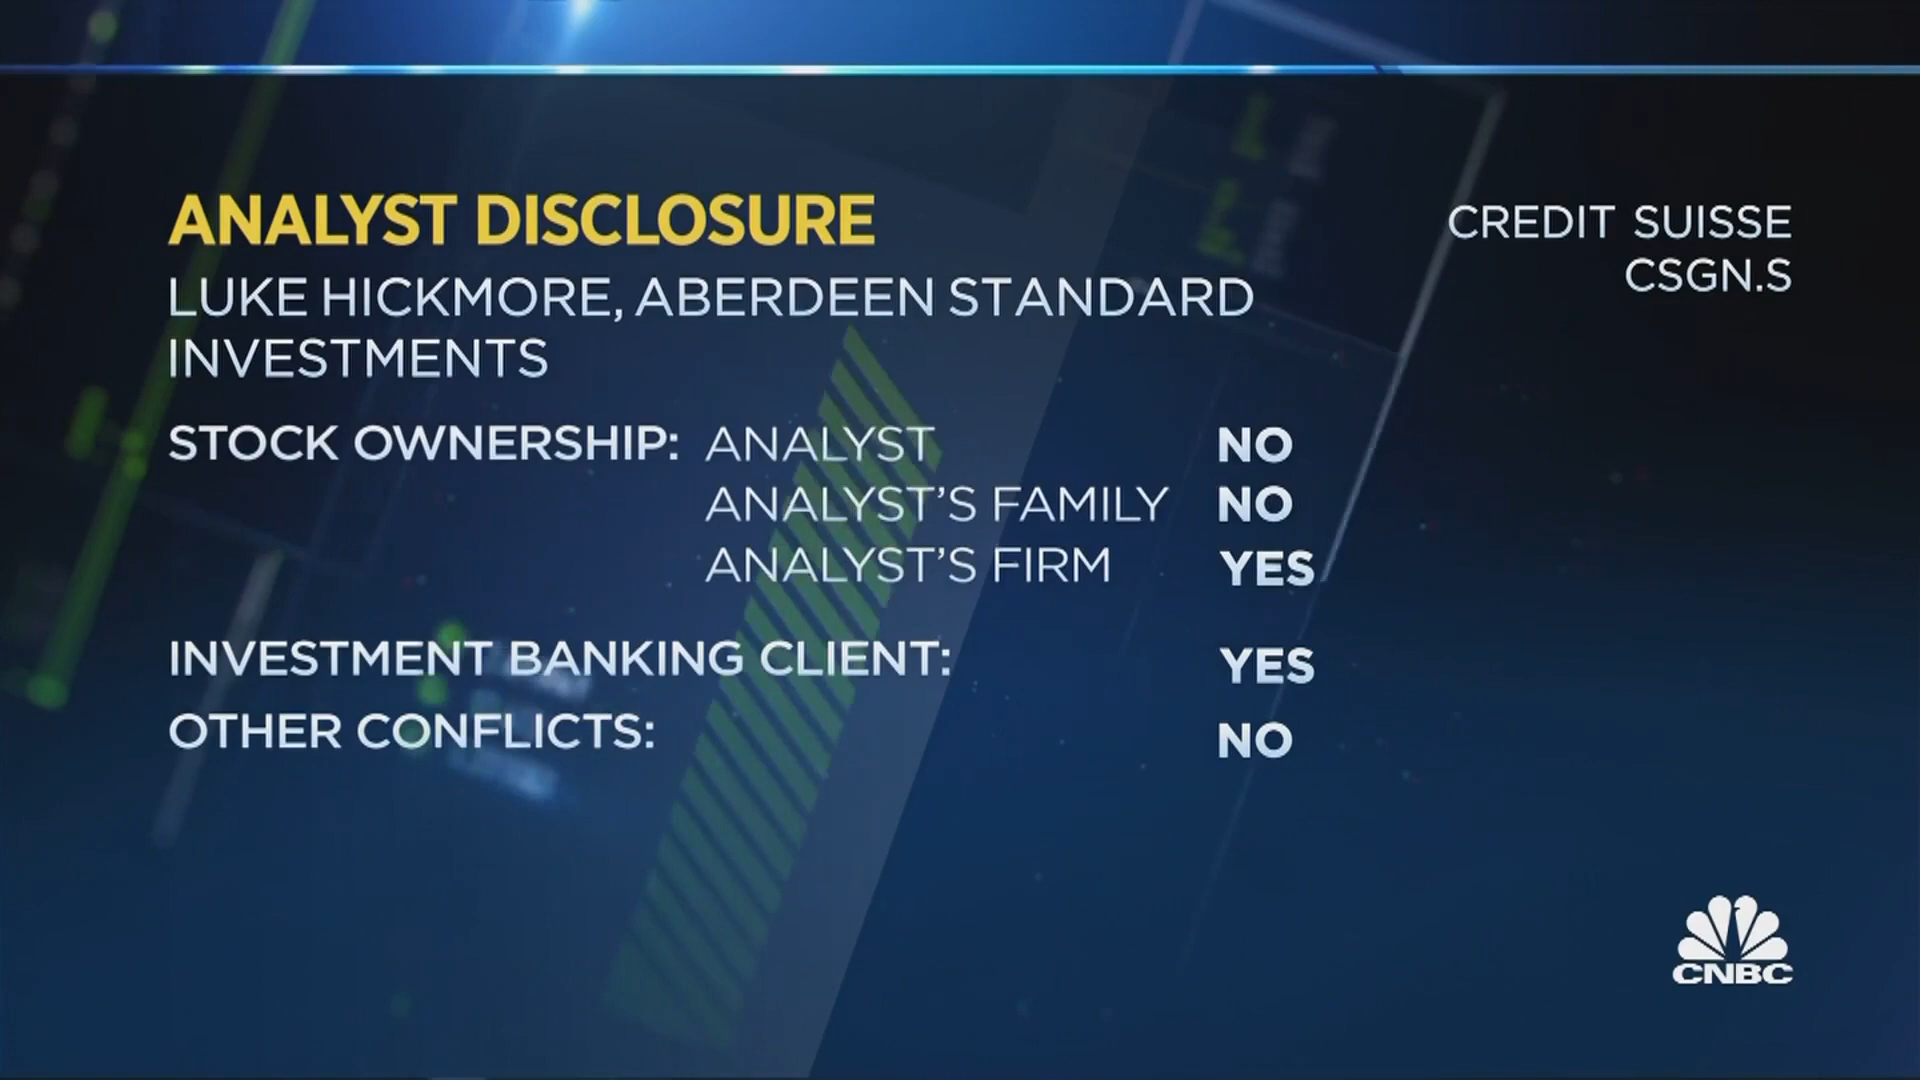 ANALYST DISCLOSURE
CREDIT SUISSE
CSGN.S
LUKE HICKMORE, ABERDEEN STANDARD
INVESTMENTS
STOCK OWNERSHIP: ANALYST NO
ANALYST'S FAMILY NO
ANALYST'S FIRM YES
INVESTMENT BANKING CLIENT: YES
OTHER CONFLICTS: NO
CNBC